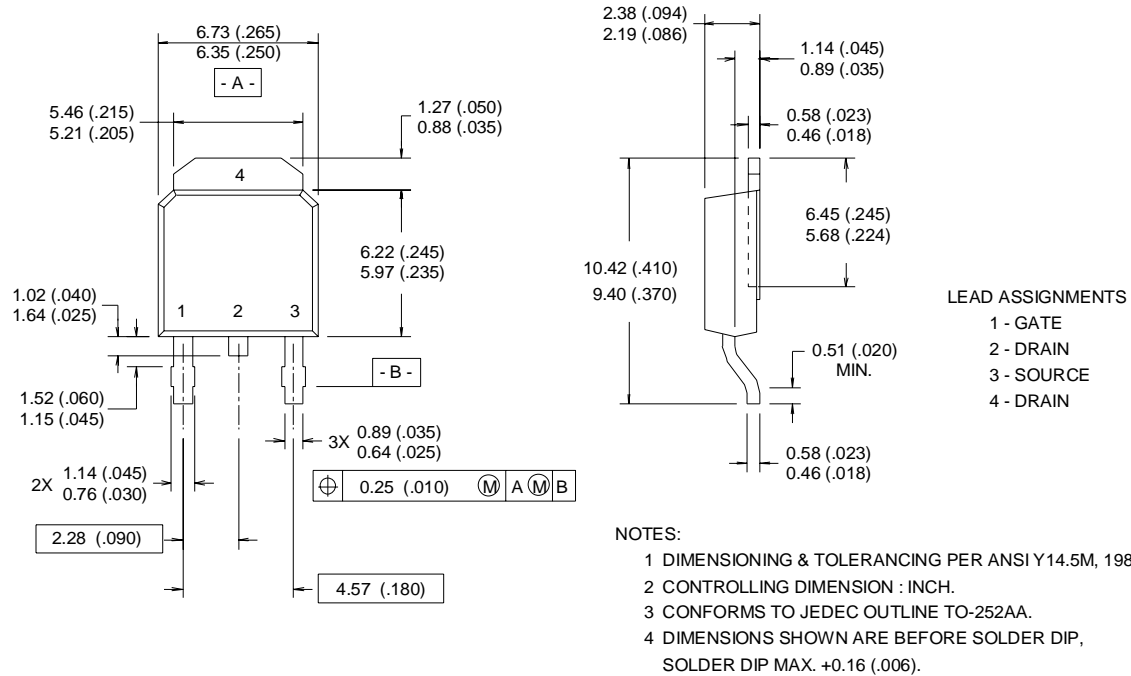 6.73 (.265)
6.35 (.250)
- A -
5.46 (.215)
5.21 (.205)
1.27 (.050)
0.88 (.035)
4
6.22 (.245)
5.97 (.235)
1.02 (.040)
1.64 (.025)
1 2 3
- B -
1.52 (.060)
1.15 (.045)
3X 0.89 (.035)
0.64 (.025)
2X 1.14 (.045)
0.76 (.030)
⌖ 0.25 (.010) Ⓜ A Ⓜ B
2.28 (.090)
4.57 (.180)
2.38 (.094)
2.19 (.086)
1.14 (.045)
0.89 (.035)
0.58 (.023)
0.46 (.018)
6.45 (.245)
5.68 (.224)
10.42 (.410)
9.40 (.370)
0.51 (.020)
MIN.
0.58 (.023)
0.46 (.018)
LEAD ASSIGNMENTS
1 - GATE
2 - DRAIN
3 - SOURCE
4 - DRAIN
NOTES:
1 DIMENSIONING & TOLERANCING PER ANSI Y14.5M, 198
2 CONTROLLING DIMENSION : INCH.
3 CONFORMS TO JEDEC OUTLINE TO-252AA.
4 DIMENSIONS SHOWN ARE BEFORE SOLDER DIP,
SOLDER DIP MAX. +0.16 (.006).